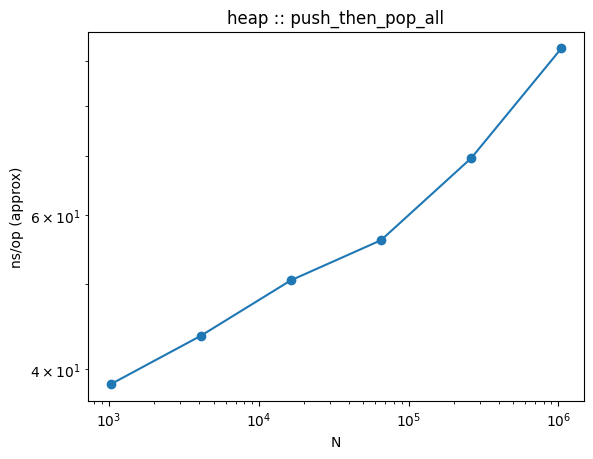 heap :: push_then_pop_all
ns/op (approx)
6 × 10¹
4 × 10¹
10³ 10⁴ 10⁵ 10⁶
N